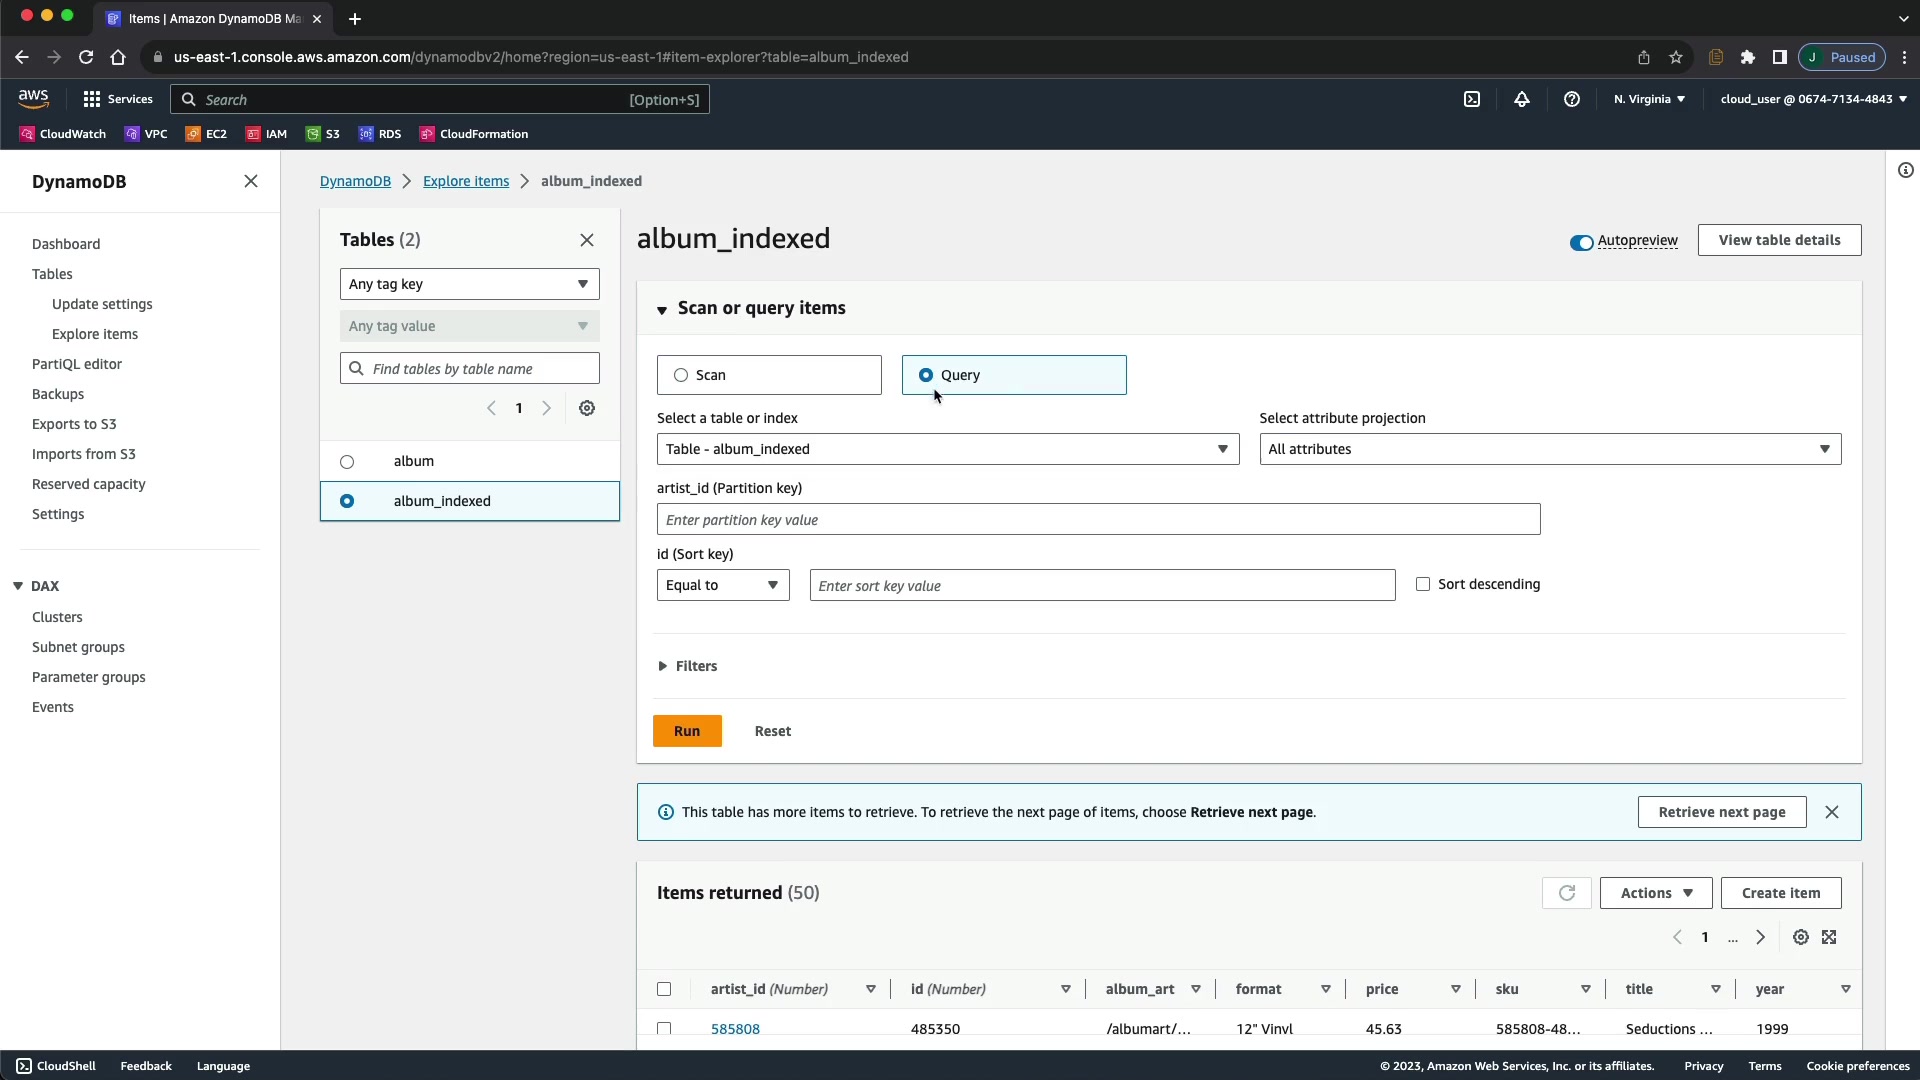 Items | Amazon DynamoDB Ma
us-east-1.console.aws.amazon.com/dynamodbv2/home?region=us-east-1#item-explorer?table=album_indexed
J Paused
aws
Services
Search [Option+S]
N. Virginia
cloud_user @ 0674-7134-4843
CloudWatch VPC EC2 IAM S3 RDS CloudFormation
DynamoDB
Dashboard
Tables
Update settings
Explore items
PartiQL editor
Backups
Exports to S3
Imports from S3
Reserved capacity
Settings
DAX
Clusters
Subnet groups
Parameter groups
Events
DynamoDB > Explore items > album_indexed
Tables (2)
Any tag key
Any tag value
Find tables by table name
1
album
album_indexed
album_indexed
Autopreview
View table details
Scan or query items
Scan
Query
Select a table or index
Table - album_indexed
Select attribute projection
All attributes
artist_id (Partition key)
Enter partition key value
id (Sort key)
Equal to
Enter sort key value
Sort descending
Filters
Run
Reset
This table has more items to retrieve. To retrieve the next page of items, choose Retrieve next page.
Retrieve next page
Items returned (50)
Actions
Create item
1 ...
artist_id (Number) id (Number) album_art format price sku title year
585808 485350 /albumart/... 12" Vinyl 45.63 585808-48... Seductions ... 1999
CloudShell Feedback Language
© 2023, Amazon Web Services, Inc. or its affiliates. Privacy Terms Cookie preferences